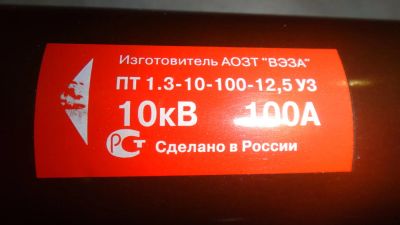 Изготовитель АОЗТ "ВЭЗА"
ПТ 1.3-10-100-12,5 У3
10кВ 100А
РСТ Сделано в России